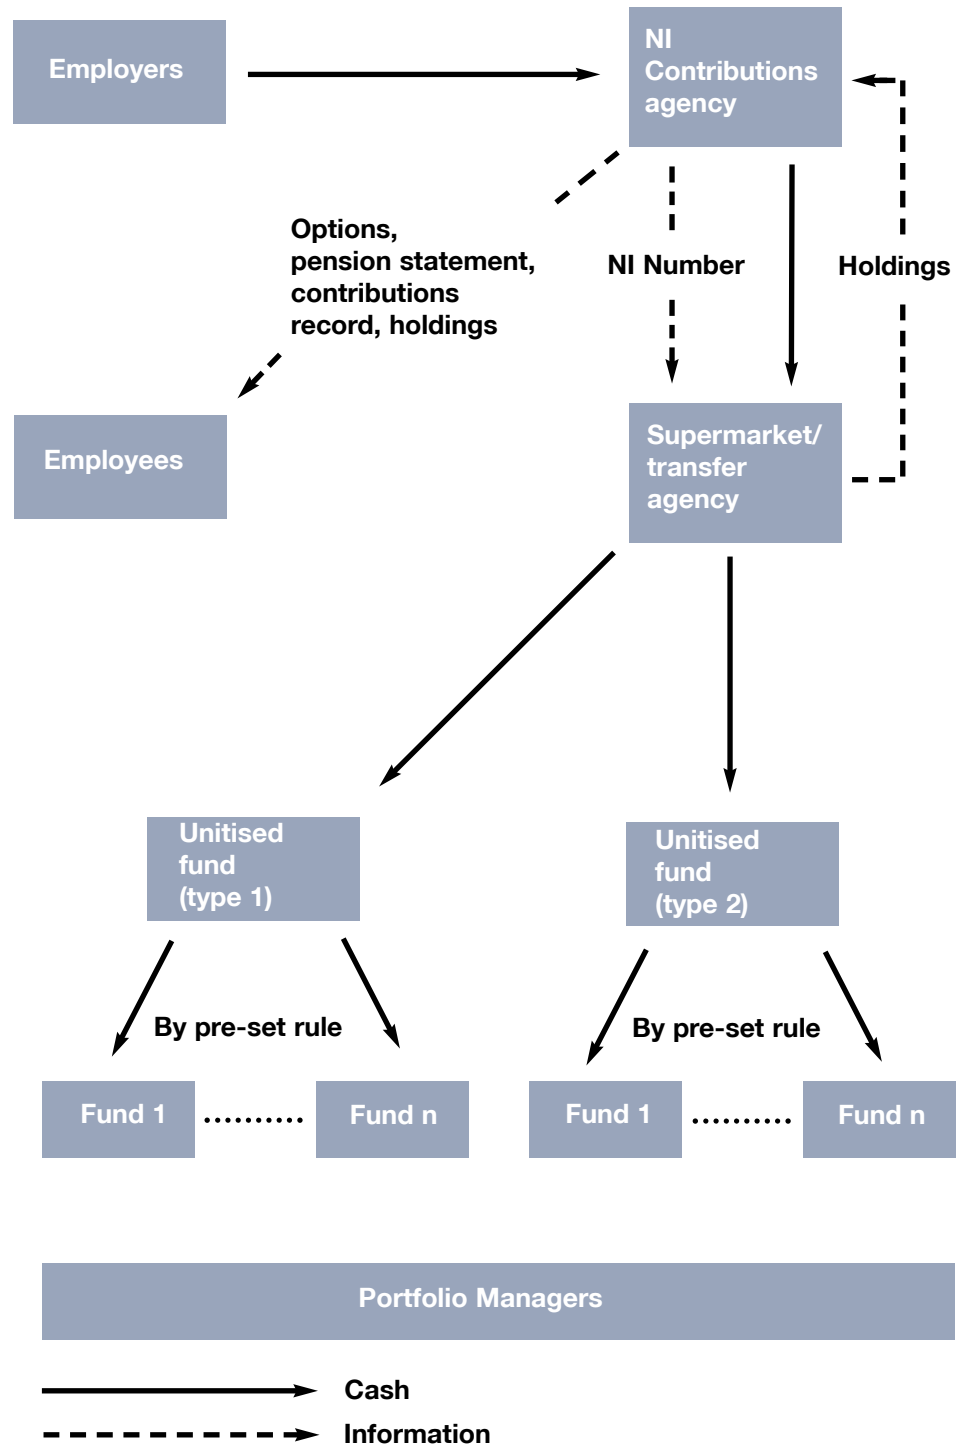 Employers
NI
Contributions
agency
Options,
pension statement,
contributions
record, holdings
NI Number
Holdings
Employees
Supermarket/
transfer
agency
Unitised
fund
(type 1)
Unitised
fund
(type 2)
By pre-set rule
By pre-set rule
Fund 1
Fund n
Fund 1
Fund n
Portfolio Managers
Cash
Information